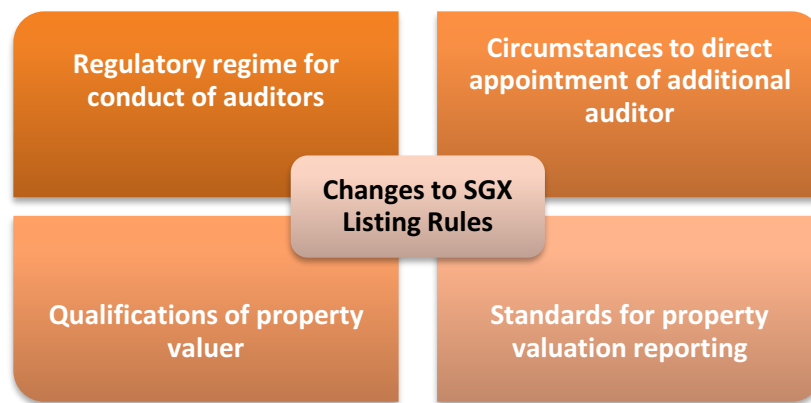 Regulatory regime for
conduct of auditors
Circumstances to direct
appointment of additional
auditor
Changes to SGX
Listing Rules
Qualifications of property
valuer
Standards for property
valuation reporting